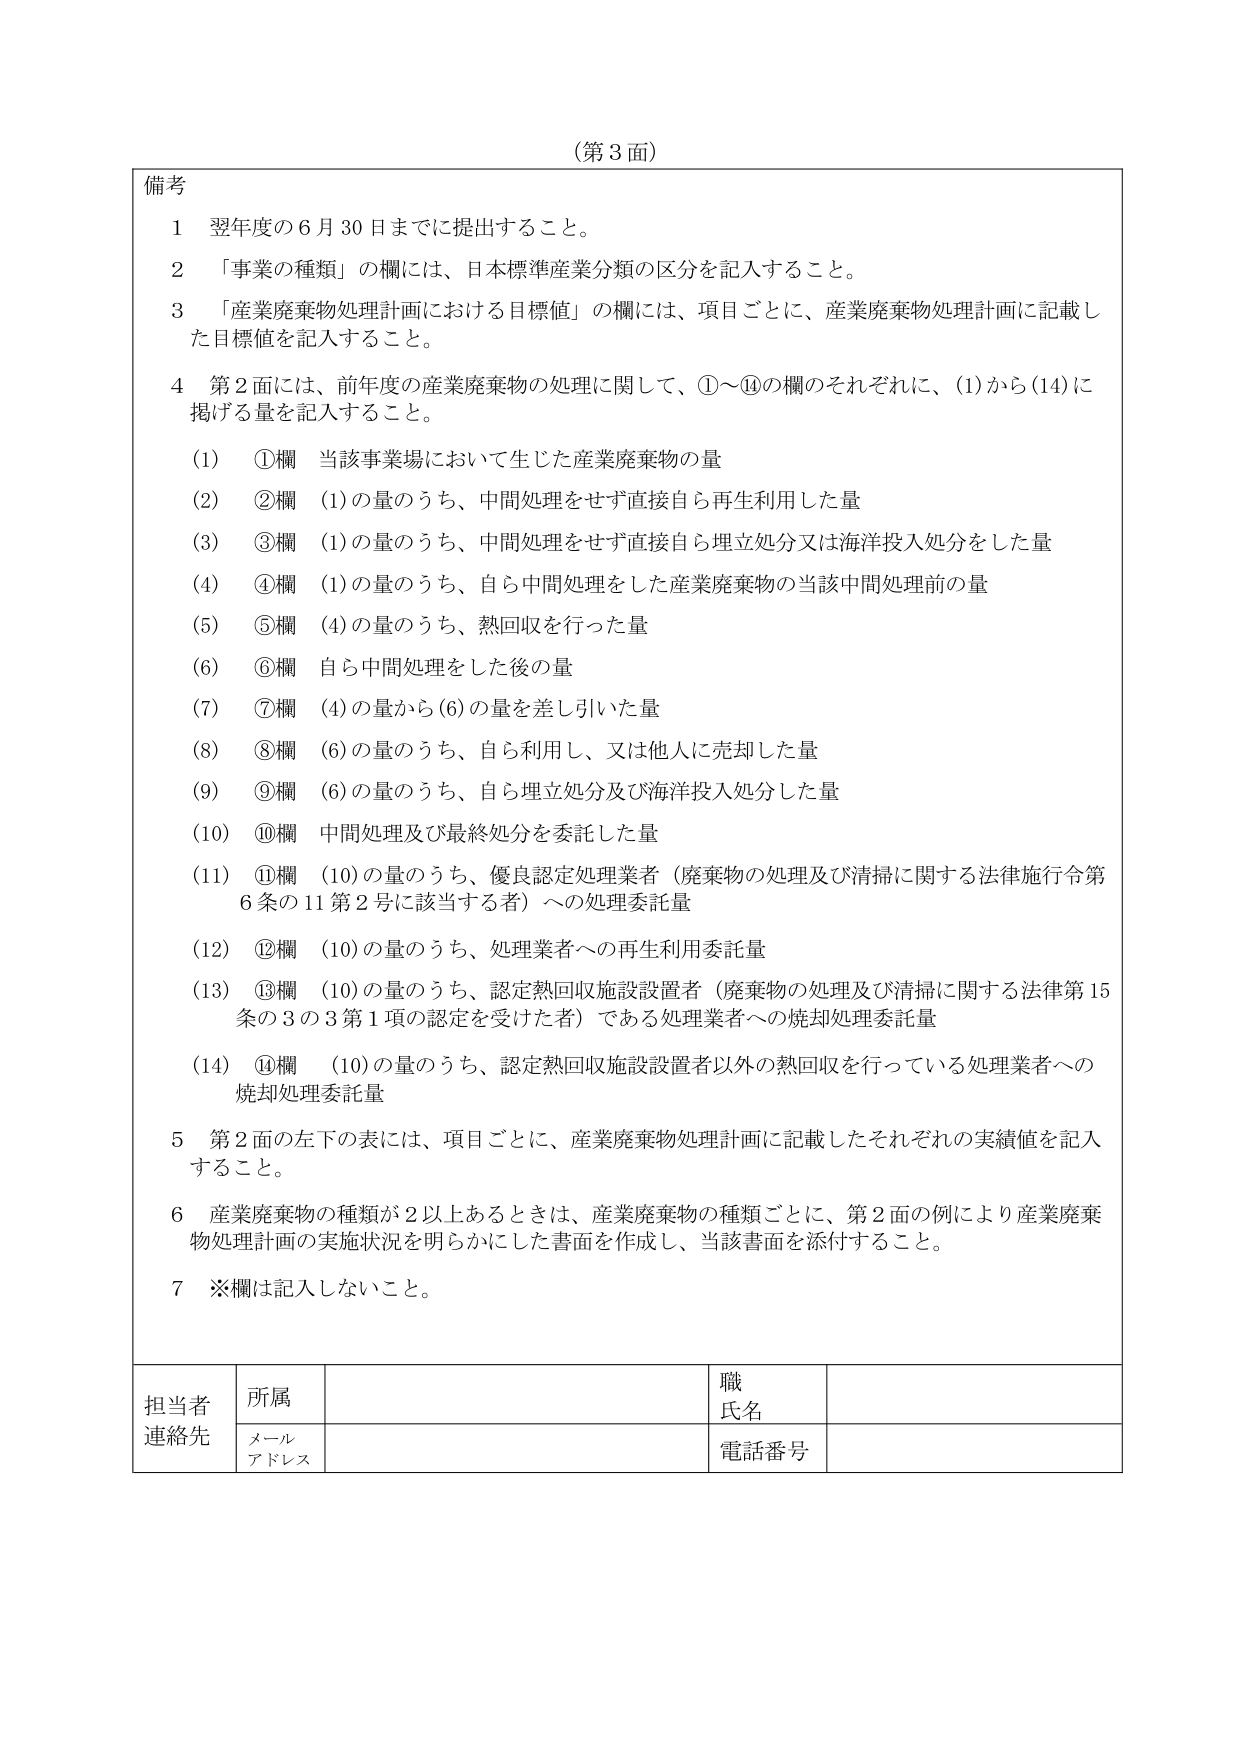 （第３面）
備考
１　翌年度の６月30日までに提出すること。
２　「事業の種類」の欄には、日本標準産業分類の区分を記入すること。
３　「産業廃棄物処理計画における目標値」の欄には、項目ごとに、産業廃棄物処理計画に記載し
た目標値を記入すること。
４　第２面には、前年度の産業廃棄物の処理に関して、①～⑭の欄のそれぞれに、(1)から(14)に
掲げる量を記入すること。
(1)　①欄　当該事業場において生じた産業廃棄物の量
(2)　②欄　(1)の量のうち、中間処理をせず直接自ら再生利用した量
(3)　③欄　(1)の量のうち、中間処理をせず直接自ら埋立処分又は海洋投入処分をした量
(4)　④欄　(1)の量のうち、自ら中間処理をした産業廃棄物の当該中間処理前の量
(5)　⑤欄　(4)の量のうち、熱回収を行った量
(6)　⑥欄　自ら中間処理をした後の量
(7)　⑦欄　(4)の量から(6)の量を差し引いた量
(8)　⑧欄　(6)の量のうち、自ら利用し、又は他人に売却した量
(9)　⑨欄　(6)の量のうち、自ら埋立処分及び海洋投入処分した量
(10)　⑩欄　中間処理及び最終処分を委託した量
(11)　⑪欄　(10)の量のうち、優良認定処理業者（廃棄物の処理及び清掃に関する法律施行令第
６条の11第２号に該当する者）への処理委託量
(12)　⑫欄　(10)の量のうち、処理業者への再生利用委託量
(13)　⑬欄　(10)の量のうち、認定熱回収施設設置者（廃棄物の処理及び清掃に関する法律第15
条の３の３第１項の認定を受けた者）である処理業者への焼却処理委託量
(14)　⑭欄　(10)の量のうち、認定熱回収施設設置者以外の熱回収を行っている処理業者への
焼却処理委託量
５　第２面の左下の表には、項目ごとに、産業廃棄物処理計画に記載したそれぞれの実績値を記入
すること。
６　産業廃棄物の種類が２以上あるときは、産業廃棄物の種類ごとに、第２面の例により産業廃棄
物処理計画の実施状況を明らかにした書面を作成し、当該書面を添付すること。
７　※欄は記入しないこと。
担当者
連絡先
所属
職
氏名
メール
アドレス
電話番号